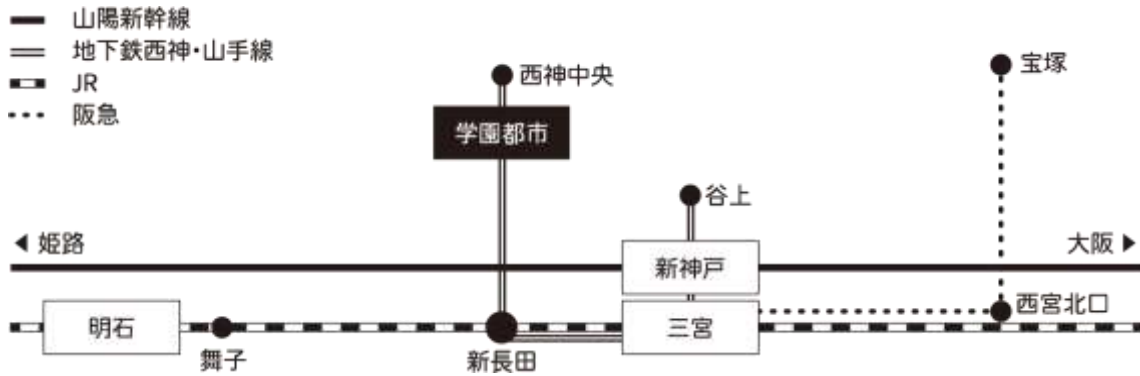 山陽新幹線
地下鉄西神・山手線
JR
阪急
西神中央
宝塚
学園都市
谷上
◀ 姫路
大阪 ▶
新神戸
明石
舞子
新長田
三宮
西宮北口